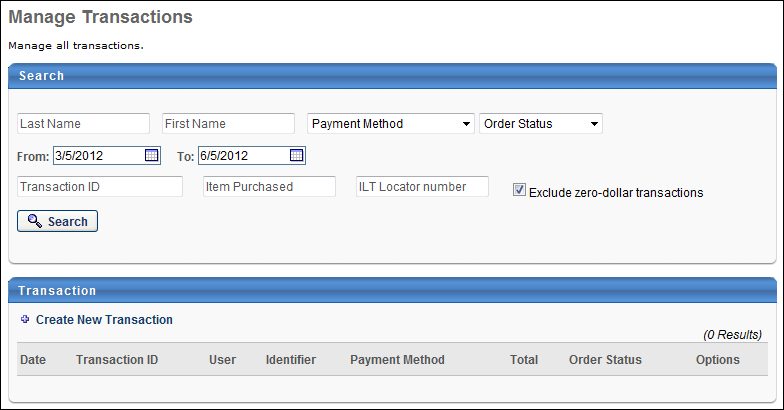 Manage Transactions
Manage all transactions.
Search
Last Name First Name Payment Method Order Status
From: 3/5/2012 To: 6/5/2012
Transaction ID Item Purchased ILT Locator number Exclude zero-dollar transactions
Search
Transaction
Create New Transaction
(0 Results)
Date Transaction ID User Identifier Payment Method Total Order Status Options